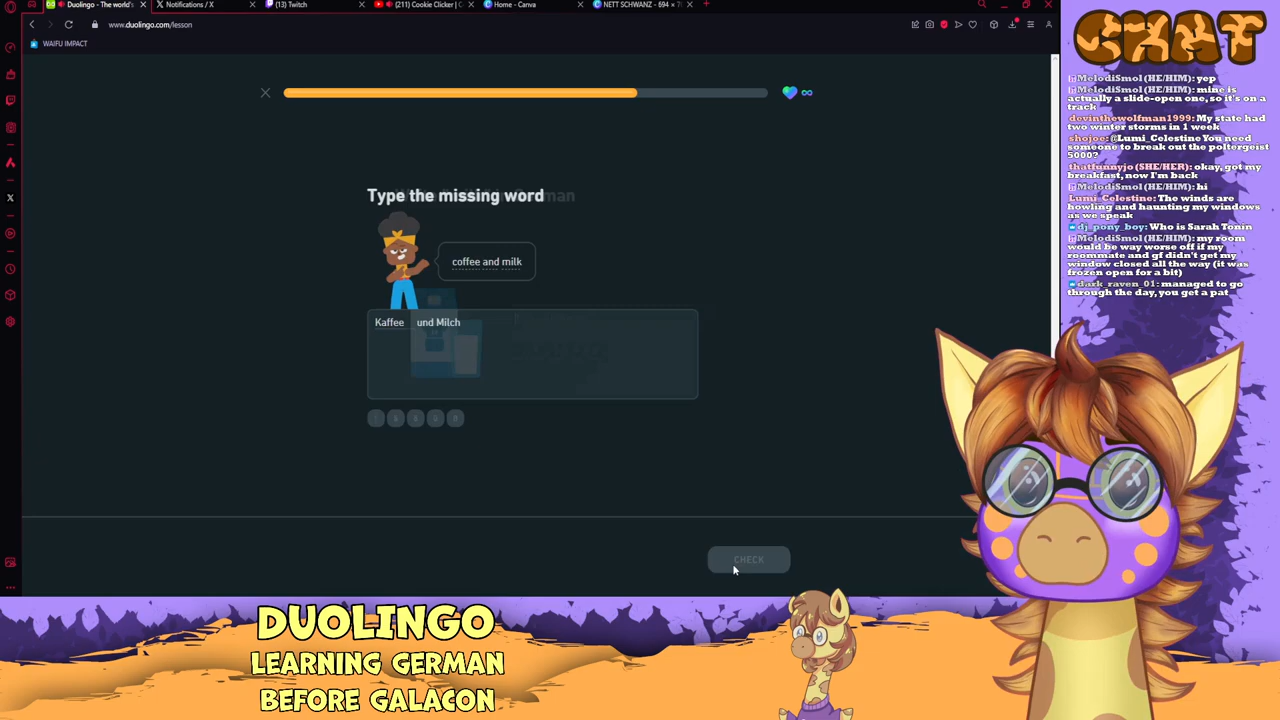 Duolingo - The world's
Notifications / X
(13) Twitch
(211) Cookie Clicker | C
Home - Canva
NETT SCHWANZ - 694 × 7
www.duolingo.com/lesson
WAIFU IMPACT
Type the missing word
coffee and milk
Kaffee und Milch
CHECK
DUOLINGO
LEARNING GERMAN
BEFORE GALACON
CHAT
MelodiSmol (HE/HIM): yep
MelodiSmol (HE/HIM): mine is
actually a slide-open one, so it's on a
track
devinthewolfman1999: My state had
two winter storms in 1 week
shojoe: @Lumi_Celestine You need
someone to break out the poltergeist
5000?
thatfunnyjo (SHE/HER): okay, got my
breakfast, now I'm back
MelodiSmol (HE/HIM): hi
Lumi_Celestine: The winds are
howling and haunting my windows
as we speak
dj_pony_boy: Who is Sarah Tonin
MelodiSmol (HE/HIM): my room
would be way worse off if my
roommate and gf didn't get my
window closed all the way (it was
frozen open for a bit)
dark_raven_01: managed to go
through the day, you get a pat